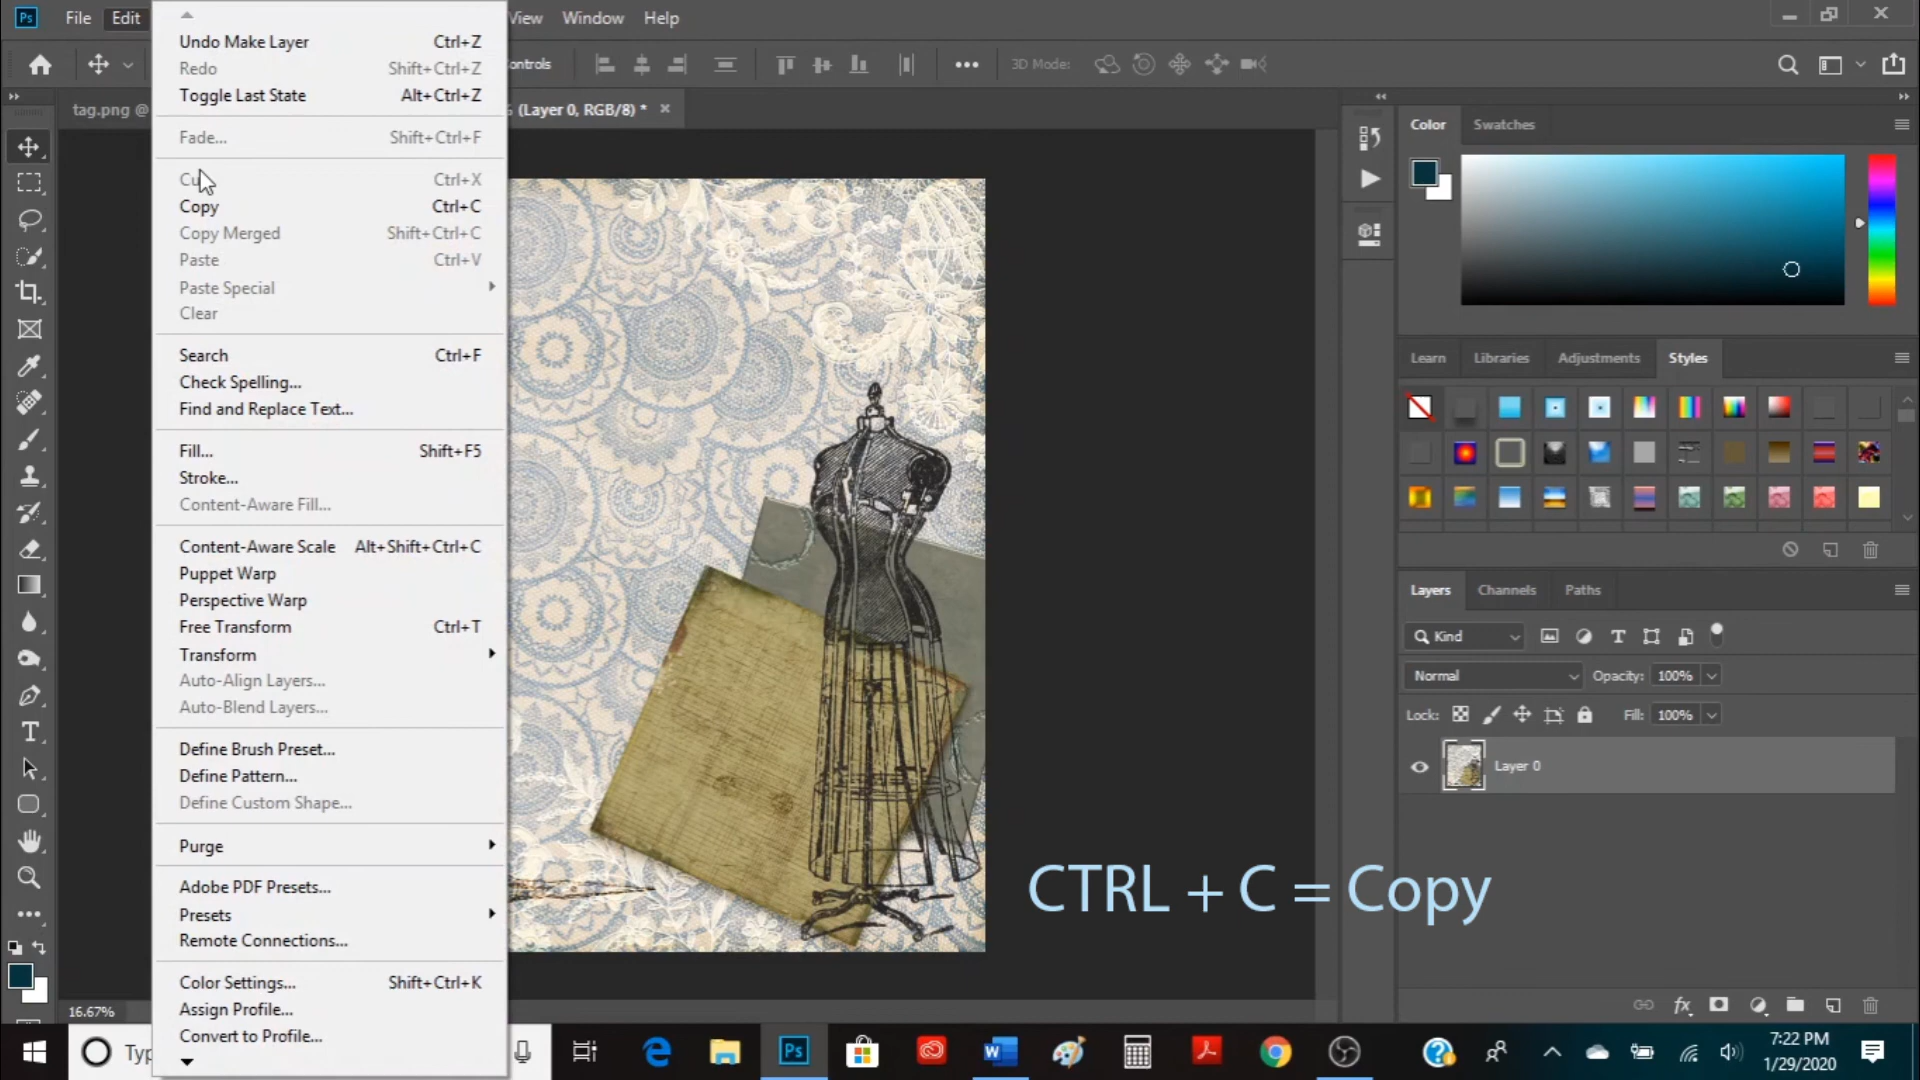 Ps File Edit View Window Help
Controls 3D Mode:
tag.png @ (Layer 0, RGB/8) *
Undo Make Layer Ctrl+Z
Redo Shift+Ctrl+Z
Toggle Last State Alt+Ctrl+Z
Fade... Shift+Ctrl+F
Cut Ctrl+X
Copy Ctrl+C
Copy Merged Shift+Ctrl+C
Paste Ctrl+V
Paste Special
Clear
Search Ctrl+F
Check Spelling...
Find and Replace Text...
Fill... Shift+F5
Stroke...
Content-Aware Fill...
Content-Aware Scale Alt+Shift+Ctrl+C
Puppet Warp
Perspective Warp
Free Transform Ctrl+T
Transform
Auto-Align Layers...
Auto-Blend Layers...
Define Brush Preset...
Define Pattern...
Define Custom Shape...
Purge
Adobe PDF Presets...
Presets
Remote Connections...
Color Settings... Shift+Ctrl+K
Assign Profile...
Convert to Profile...
Color Swatches
Learn Libraries Adjustments Styles
Layers Channels Paths
Kind
Normal Opacity: 100%
Lock: Fill: 100%
Layer 0
CTRL + C = Copy
16.67%
7:22 PM
1/29/2020